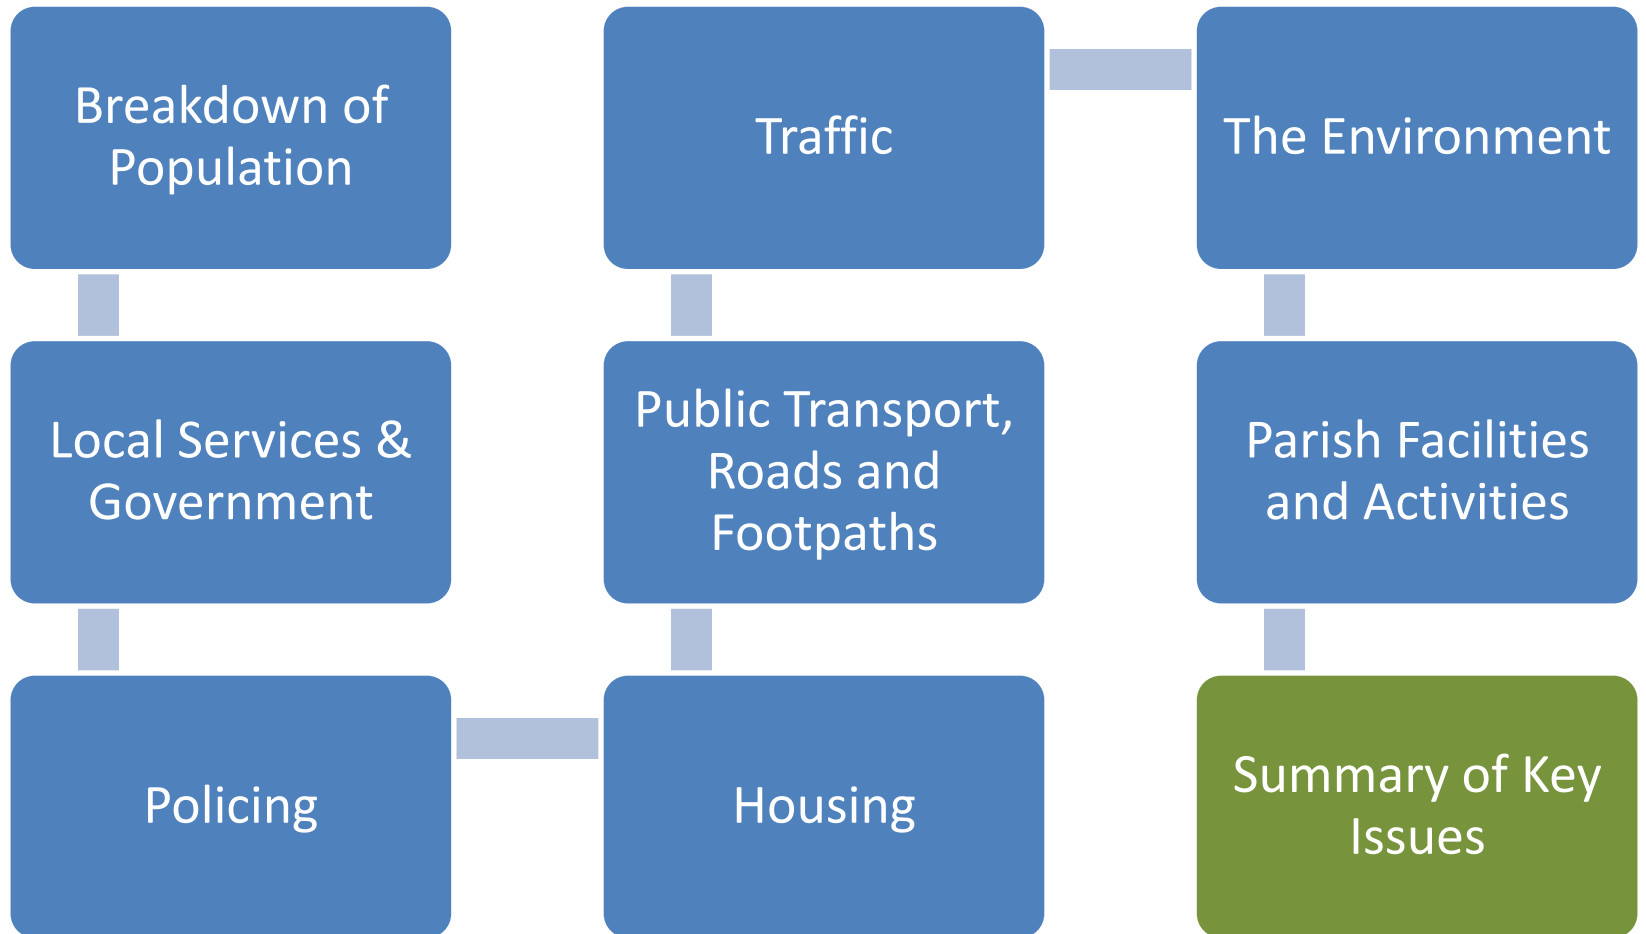 Breakdown of
Population
Local Services &
Government
Policing
Housing
Public Transport,
Roads and
Footpaths
Traffic
The Environment
Parish Facilities
and Activities
Summary of Key
Issues